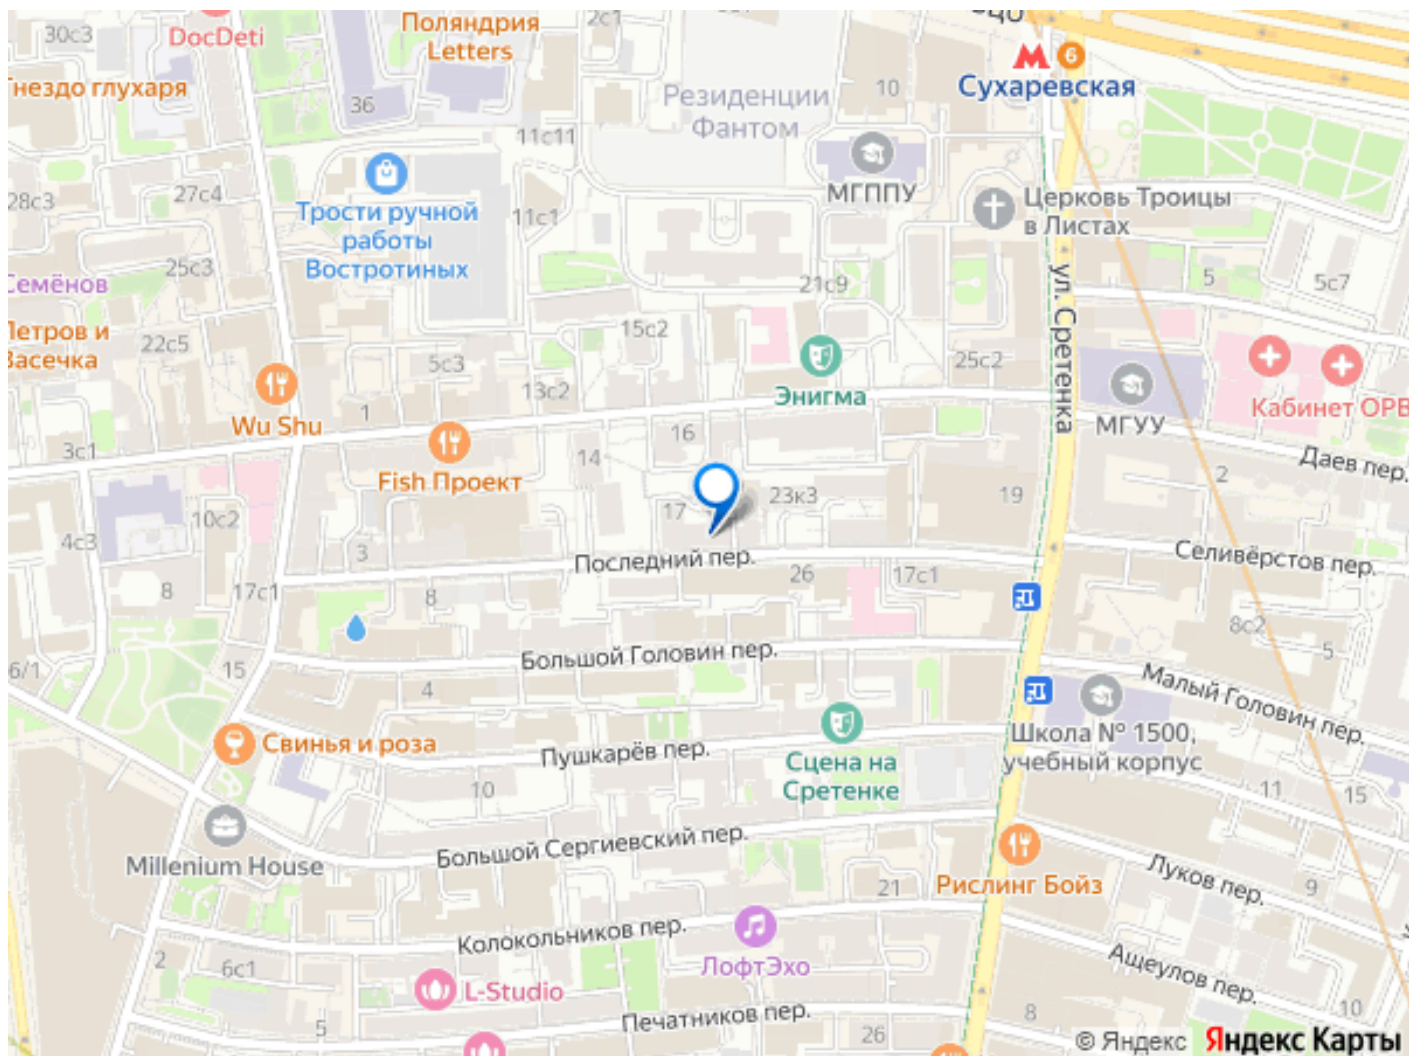 30с3
DocDeti
Поляндрия
Letters
16
2с1
6
Сухаревская
Гнездо глухаря
36
Резиденции
Фантом
10
11с11
МГППУ
27с4
28с3
Трости ручной
работы
Востротиных
11с1
Церковь Троицы
в Листах
25с3
Семёнов
21с9
5
5с7
ул. Сретенка
Петров и
Засечка
22с5
15с2
5с3
13с2
25с2
Энигма
Wu Shu
1
МГУУ
Кабинет ОРВ
3с1
16
Fish Проект
14
Даев пер.
2
10с2
17
23к3
19
4с3
3
Последний пер.
Селивёрстов пер.
8
17с1
8
26
17с1
8с2
5
6/1
15
Большой Головин пер.
4
Малый Головин пер.
Свинья и роза
Пушкарёв пер.
Сцена на
Сретенке
Школа № 1500,
учебный корпус
10
11
15
Millenium House
Большой Сергиевский пер.
Рислинг Бойз
21
Луков пер.
9
Колокольников пер.
ЛофтЭхо
2
6с1
L-Studio
Ащеулов пер.
5
Печатников пер.
26
8
10
© Яндекс Яндекс Карты